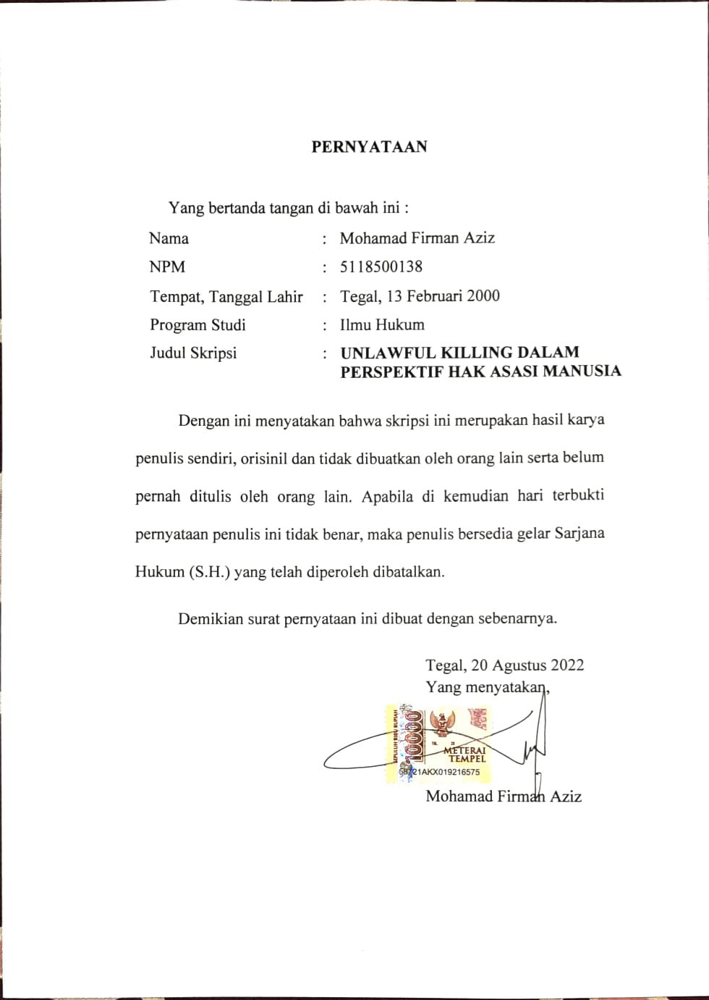 PERNYATAAN
Yang bertanda tangan di bawah ini :
Nama : Mohamad Firman Aziz
NPM : 5118500138
Tempat, Tanggal Lahir : Tegal, 13 Februari 2000
Program Studi : Ilmu Hukum
Judul Skripsi : UNLAWFUL KILLING DALAM
PERSPEKTIF HAK ASASI MANUSIA
Dengan ini menyatakan bahwa skripsi ini merupakan hasil karya
penulis sendiri, orisinil dan tidak dibuatkan oleh orang lain serta belum
pernah ditulis oleh orang lain. Apabila di kemudian hari terbukti
pernyataan penulis ini tidak benar, maka penulis bersedia gelar Sarjana
Hukum (S.H.) yang telah diperoleh dibatalkan.
Demikian surat pernyataan ini dibuat dengan sebenarnya.
Tegal, 20 Agustus 2022
Yang menyatakan,
SEPULUH RIBU RUPIAH
10000
METERAI
TEMPEL
Mohamad Firman Aziz